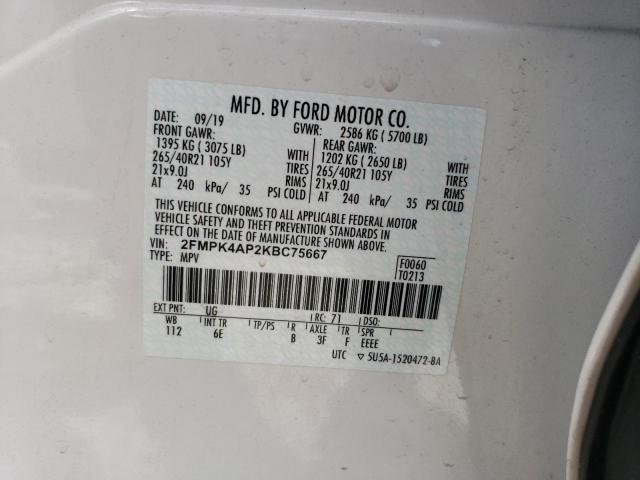 MFD. BY FORD MOTOR CO.
DATE: 09/19 GVWR: 2586 KG ( 5700 LB)
FRONT GAWR: REAR GAWR:
1395 KG ( 3075 LB) WITH 1202 KG ( 2650 LB) WITH
265/40R21 105Y TIRES 265/40R21 105Y TIRES
21x9.0J RIMS 21x9.0J RIMS
AT 240 kPa/ 35 PSI COLD AT 240 kPa/ 35 PSI COLD
THIS VEHICLE CONFORMS TO ALL APPLICABLE FEDERAL MOTOR
VEHICLE SAFETY AND THEFT PREVENTION STANDARDS IN
EFFECT ON THE DATE OF MANUFACTURE SHOWN ABOVE.
VIN: 2FMPK4AP2KBC75667 F0060
TYPE: MPV T0213
EXT PNT: UG RC: 71 DSO:
WB INT TR TP/PS R AXLE TR SPR
112 6E B 3F F EEEE
UTC ▽ 5U5A-1520472-BA